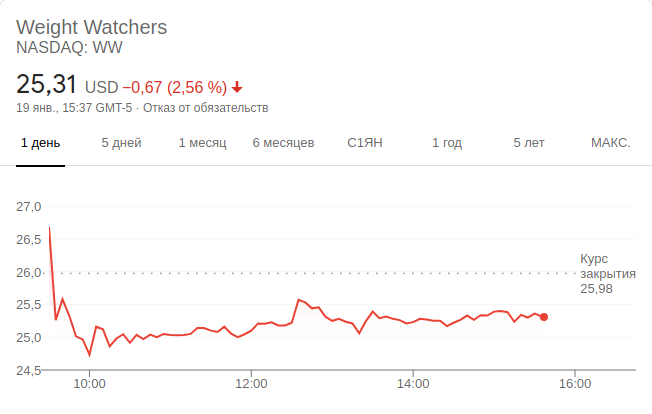 Weight Watchers
NASDAQ: WW
25,31 USD −0,67 (2,56 %)
19 янв., 15:37 GMT-5 · Отказ от обязательств
1 день 5 дней 1 месяц 6 месяцев С1ЯН 1 год 5 лет МАКС.
27,0
26,5
26,0
25,5
25,0
24,5
Курс
закрытия
25,98
10:00 12:00 14:00 16:00